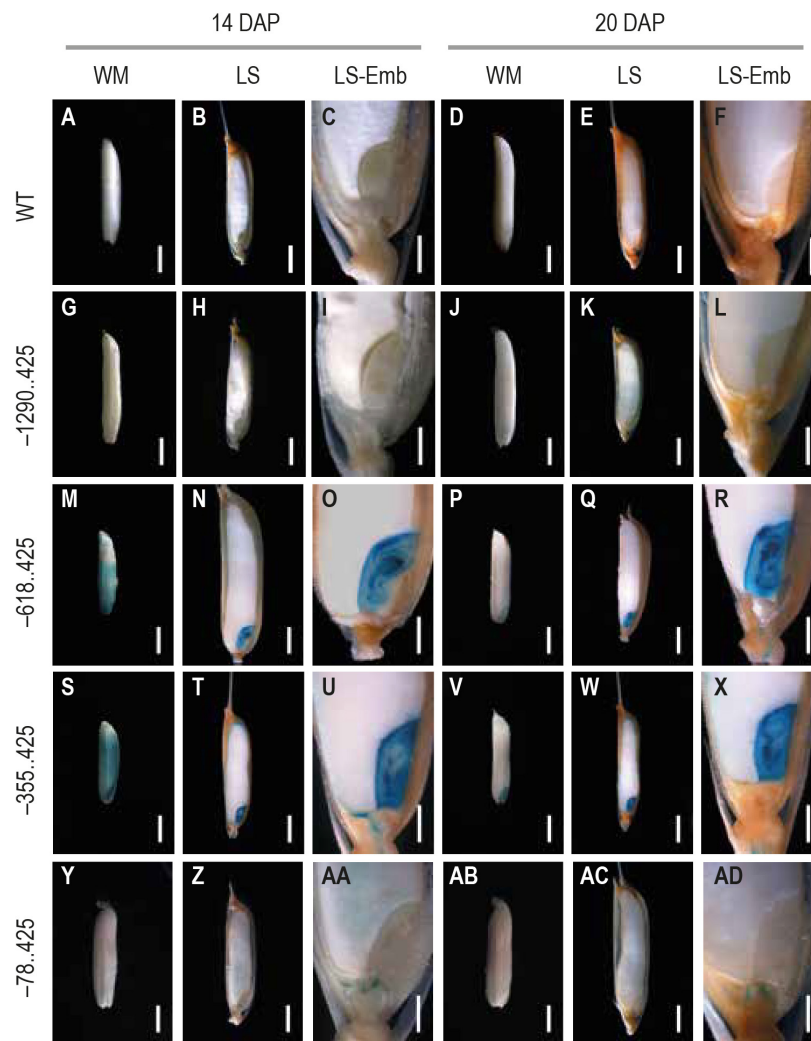 14 DAP 20 DAP
WM LS LS-Emb WM LS LS-Emb
WT A B C D E F
–1290..425 G H I J K L
–618..425 M N O P Q R
–355..425 S T U V W X
–78..425 Y Z AA AB AC AD